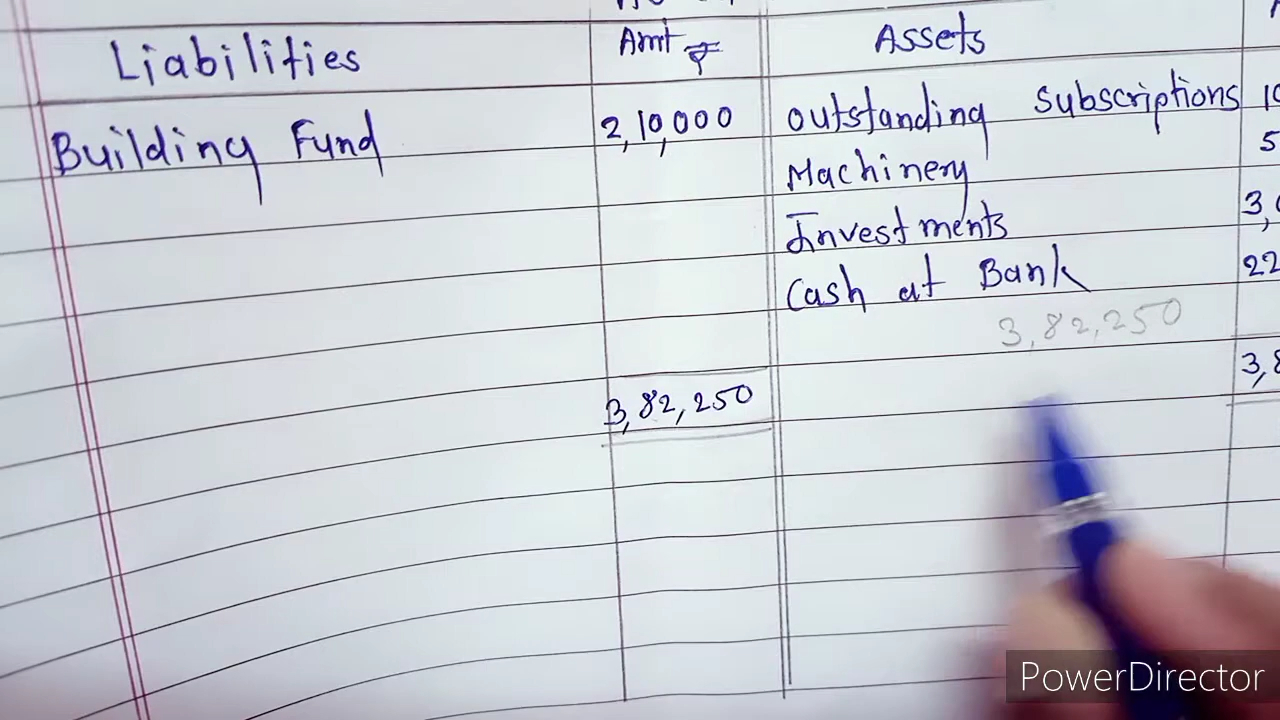 Liabilities Amt ₹ Assets
Building Fund 2,10,000 Outstanding Subscriptions
Machinery
Investments
Cash at Bank
3,82,250
3,82,250
PowerDirector